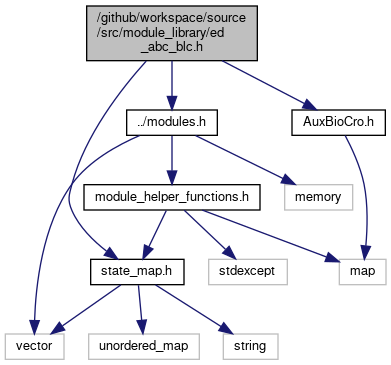 /github/workspace/source
/src/module_library/ed
_abc_blc.h
../modules.h
AuxBioCro.h
module_helper_functions.h
memory
state_map.h
stdexcept
map
vector
unordered_map
string